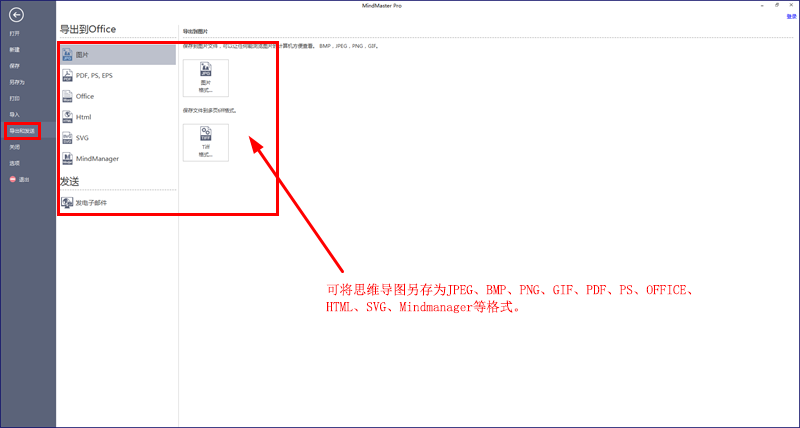 MindMaster Pro
登录
打开
新建
保存
另存为
打印
导入
导出和发送
关闭
选项
退出
导出到Office
图片
PDF, PS, EPS
Office
Html
SVG
MindManager
发送
发电子邮件
导出到图片
保存到图片文件，可以让任何能浏览图片的计算机方便查看。 BMP，JPEG，PNG，GIF。
JPG
图片
格式...
保存文件到多页tiff格式。
TIFF
Tiff
格式...
可将思维导图另存为JPEG、BMP、PNG、GIF、PDF、PS、OFFICE、
HTML、SVG、Mindmanager等格式。